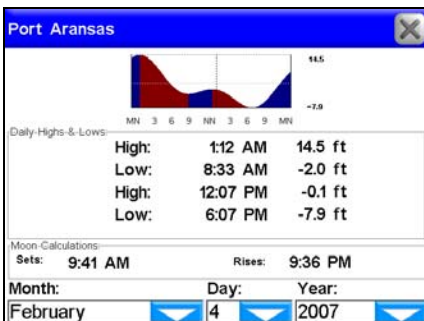 Port Aransas
14.5
-7.9
MN 3 6 9 NN 3 6 9 MN
Daily Highs & Lows
High: 1:12 AM 14.5 ft
Low: 8:33 AM -2.0 ft
High: 12:07 PM -0.1 ft
Low: 6:07 PM -7.9 ft
Moon Calculations
Sets: 9:41 AM Rises: 9:36 PM
Month: Day: Year:
February 4 2007